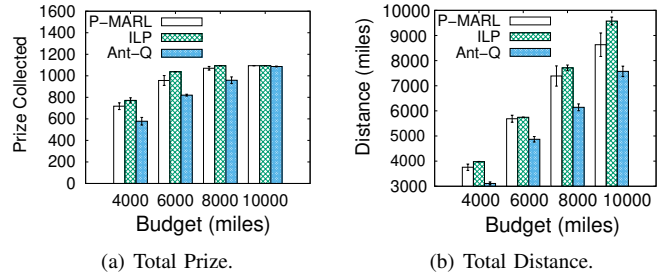 P-MARL
ILP
Ant-Q
Prize Collected
1600
1400
1200
1000
800
600
400
200
0
4000 6000 8000 10000
Budget (miles)
(a) Total Prize.
P-MARL
ILP
Ant-Q
Distance (miles)
10000
9000
8000
7000
6000
5000
4000
3000
4000 6000 8000 10000
Budget (miles)
(b) Total Distance.